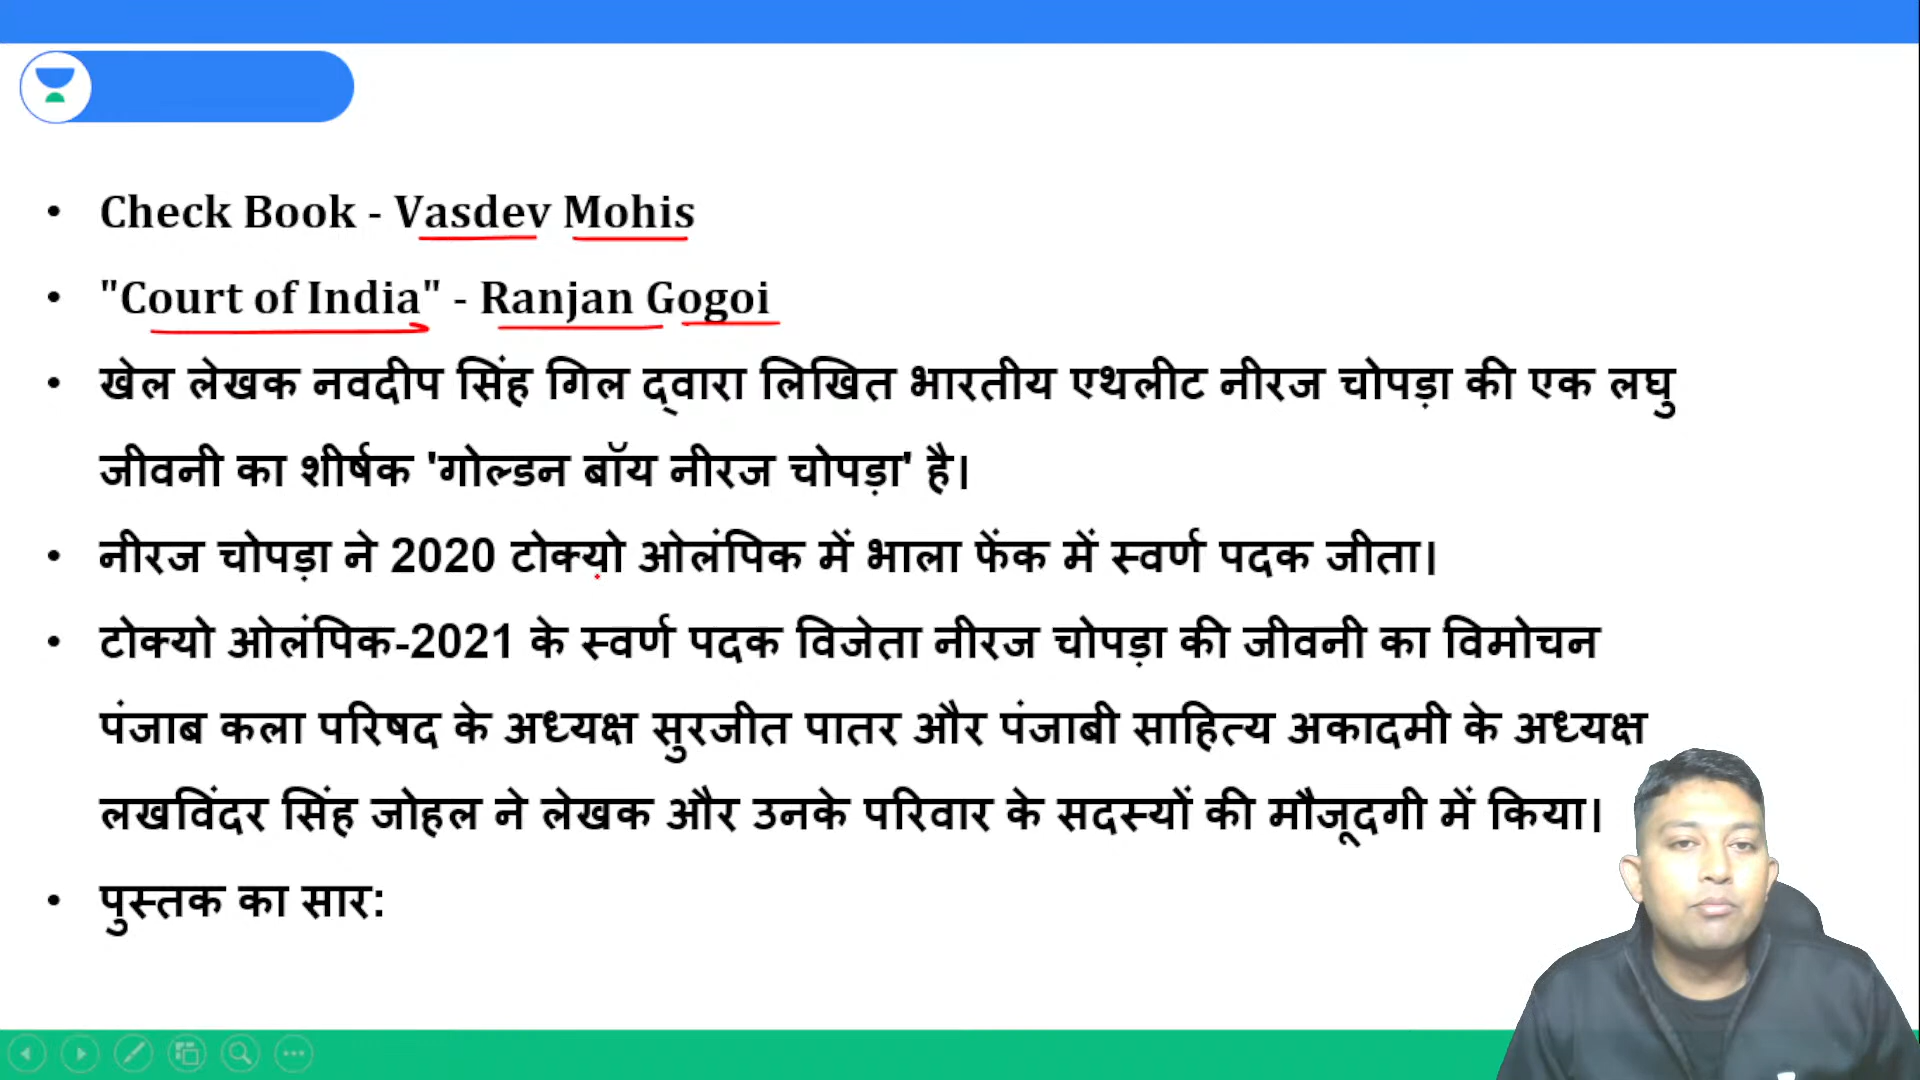 • Check Book - Vasdev Mohis
• "Court of India" - Ranjan Gogoi
• खेल लेखक नवदीप सिंह गिल द्वारा लिखित भारतीय एथलीट नीरज चोपड़ा की एक लघु
जीवनी का शीर्षक 'गोल्डन बॉय नीरज चोपड़ा' है।
• नीरज चोपड़ा ने 2020 टोक्यो ओलंपिक में भाला फेंक में स्वर्ण पदक जीता।
• टोक्यो ओलंपिक-2021 के स्वर्ण पदक विजेता नीरज चोपड़ा की जीवनी का विमोचन
पंजाब कला परिषद के अध्यक्ष सुरजीत पातर और पंजाबी साहित्य अकादमी के अध्यक्ष
लखविंदर सिंह जोहल ने लेखक और उनके परिवार के सदस्यों की मौजूदगी में किया।
• पुस्तक का सार: